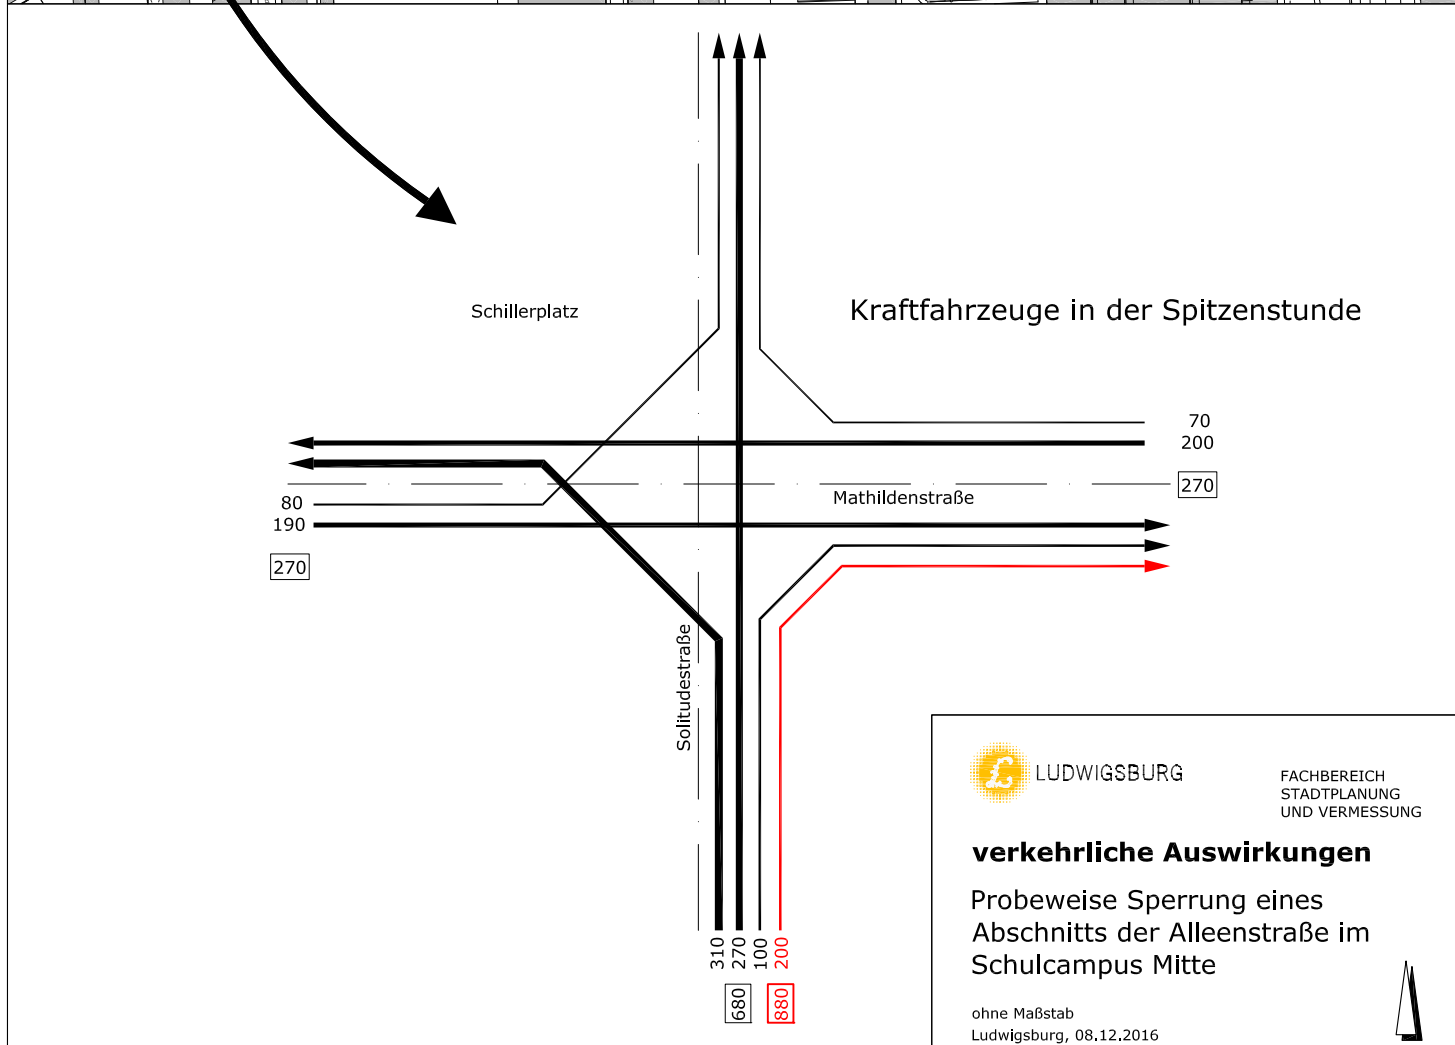 Schillerplatz
Kraftfahrzeuge in der Spitzenstunde
70
200
270
Mathildenstraße
80
190
270
Solitudestraße
310
270
100
200
680
880
LUDWIGSBURG
FACHBEREICH
STADTPLANUNG
UND VERMESSUNG
verkehrliche Auswirkungen
Probeweise Sperrung eines
Abschnitts der Alleenstraße im
Schulcampus Mitte
ohne Maßstab
Ludwigsburg, 08.12.2016